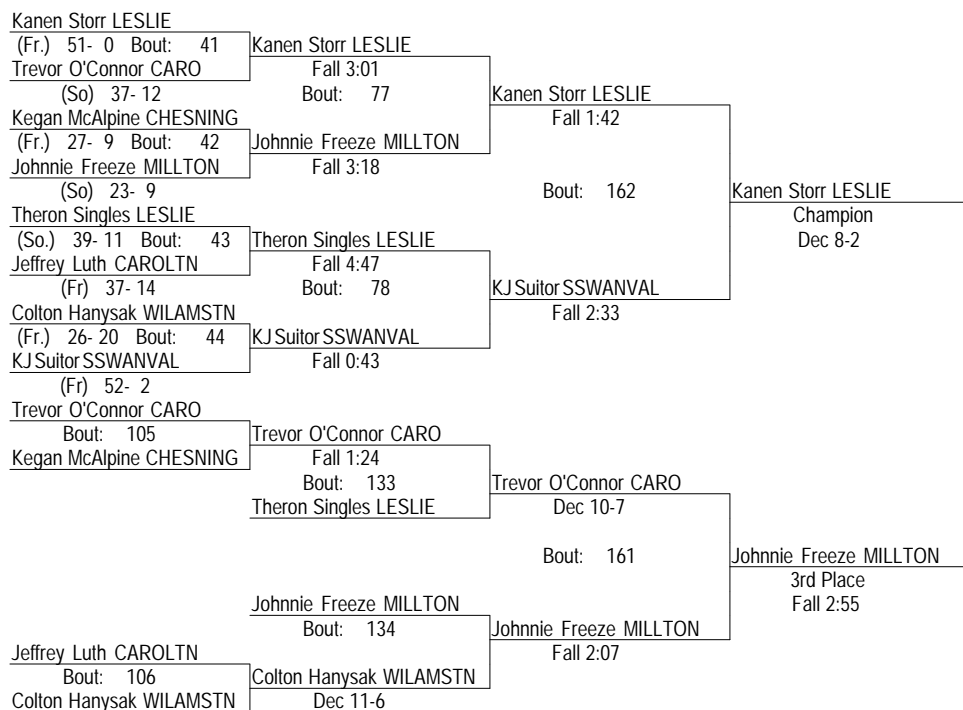 Kanen Storr LESLIE
(Fr.) 51- 0 Bout: 41 Kanen Storr LESLIE
Trevor O'Connor CARO Fall 3:01
(So) 37- 12 Bout: 77 Kanen Storr LESLIE
Kegan McAlpine CHESNING Fall 1:42
(Fr.) 27- 9 Bout: 42 Johnnie Freeze MILLTON
Johnnie Freeze MILLTON Fall 3:18
(So) 23- 9 Bout: 162 Kanen Storr LESLIE
Theron Singles LESLIE Champion
(So.) 39- 11 Bout: 43 Theron Singles LESLIE Dec 8-2
Jeffrey Luth CAROLTN Fall 4:47
(Fr) 37- 14 Bout: 78 KJ Suitor SSWANVAL
Colton Hanysak WILAMSTN Fall 2:33
(Fr.) 26- 20 Bout: 44 KJ Suitor SSWANVAL
KJ Suitor SSWANVAL Fall 0:43
(Fr) 52- 2
Trevor O'Connor CARO
Bout: 105 Trevor O'Connor CARO
Kegan McAlpine CHESNING Fall 1:24
Bout: 133 Trevor O'Connor CARO
Theron Singles LESLIE Dec 10-7
Bout: 161 Johnnie Freeze MILLTON
3rd Place
Johnnie Freeze MILLTON Fall 2:55
Bout: 134 Johnnie Freeze MILLTON
Jeffrey Luth CAROLTN Fall 2:07
Bout: 106 Colton Hanysak WILAMSTN
Colton Hanysak WILAMSTN Dec 11-6